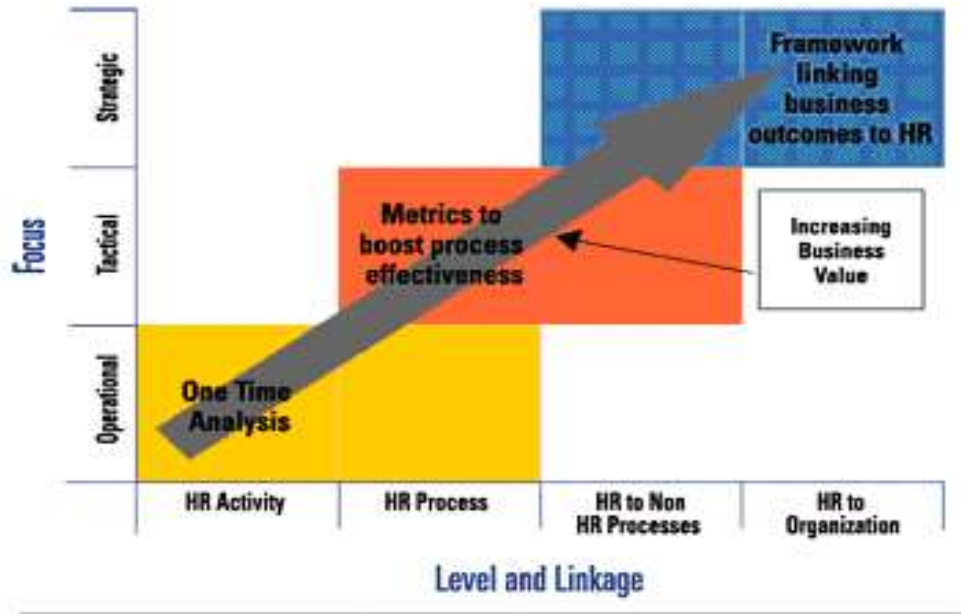 Focus
Strategic
Tactical
Operational
Framework
linking
business
outcomes to HR
Metrics to
boost process
effectiveness
Increasing
Business
Value
One Time
Analysis
HR Activity
HR Process
HR to Non
HR Processes
HR to
Organization
Level and Linkage